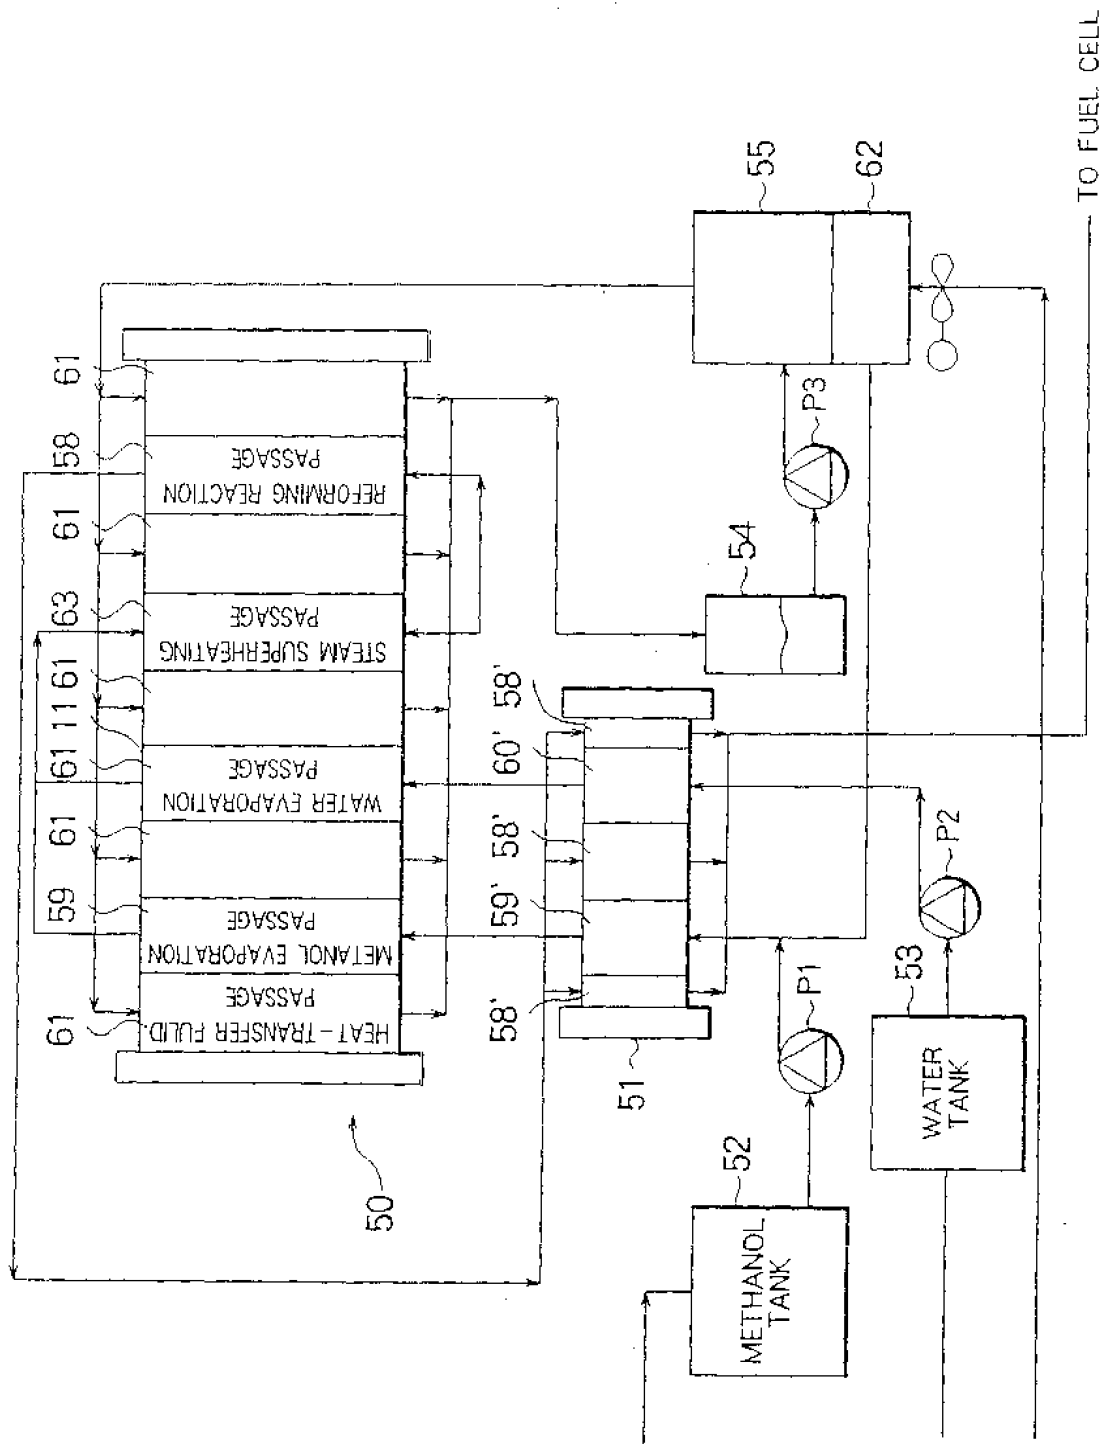 61
59
61
61
11
61
63
61
58
61
HEAT-TRANSFER FULID
PASSAGE
METANOL EVAPORATION
PASSAGE
WATER EVAPORATION
PASSAGE
STEAM SUPERHEATING
PASSAGE
REFORMING REACTION
PASSAGE
50
58'
59'
58'
60'
58'
51
54
55
62
52
METHANOL
TANK
P1
P3
53
WATER
TANK
P2
TO FUEL CELL